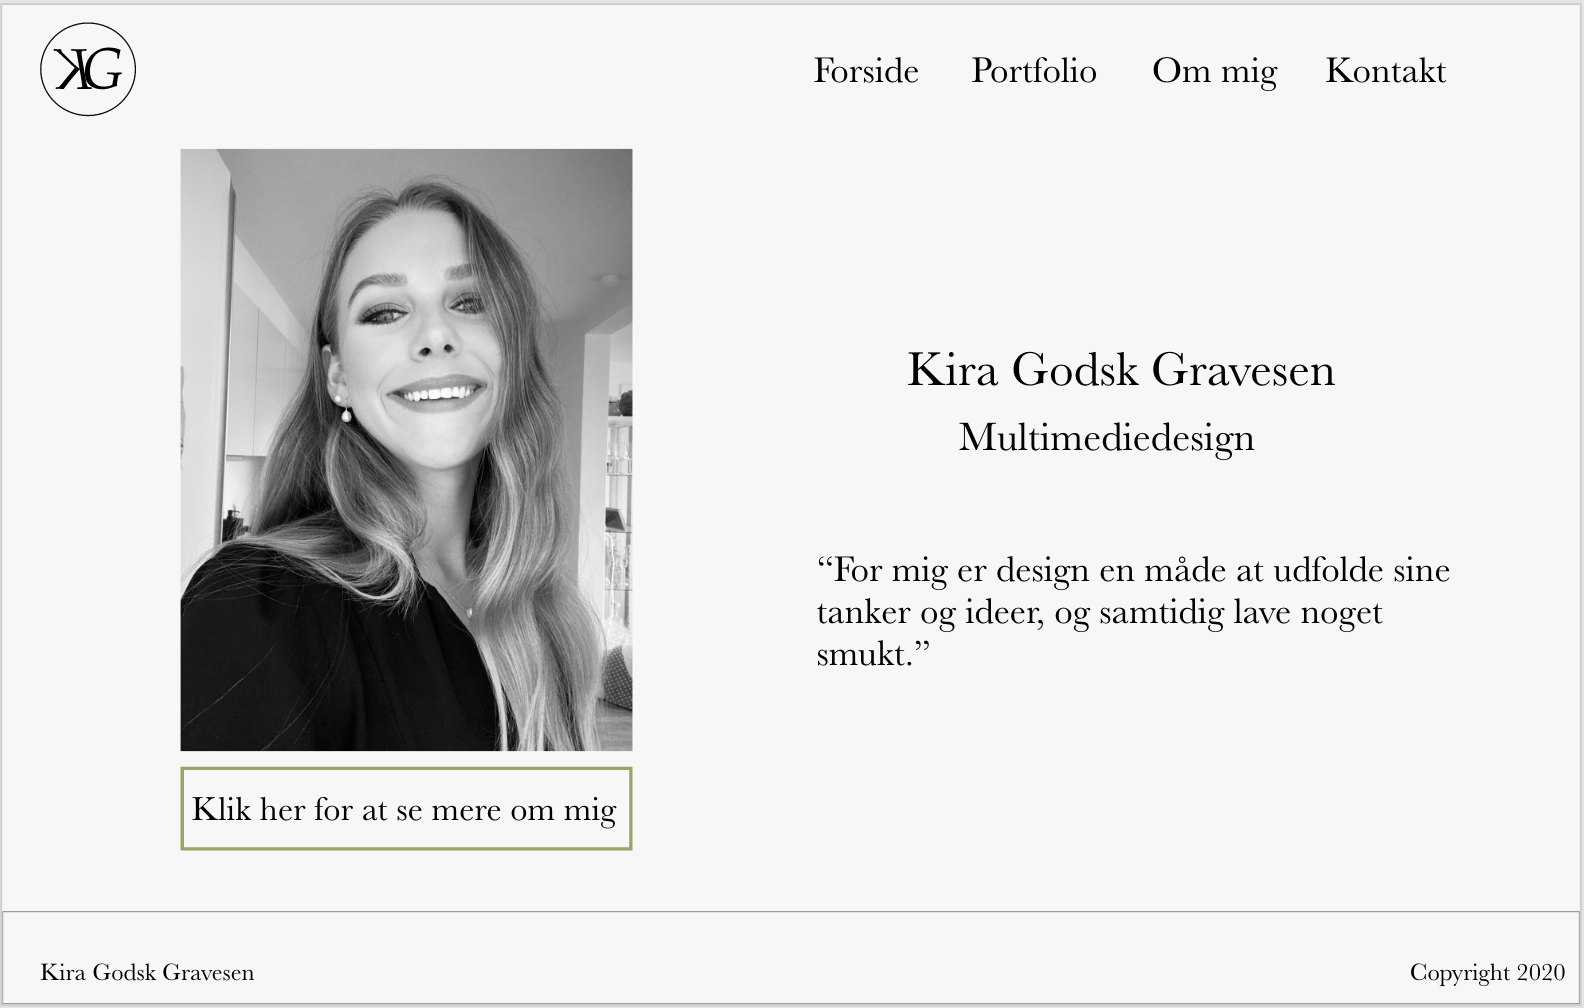 KG
Forside Portfolio Om mig Kontakt
Kira Godsk Gravesen
Multimediedesign
“For mig er design en måde at udfolde sine
tanker og ideer, og samtidig lave noget
smukt.”
Klik her for at se mere om mig
Kira Godsk Gravesen Copyright 2020